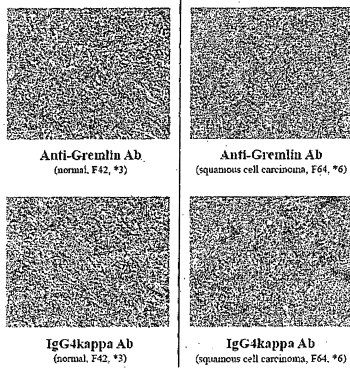 Anti-Gremlin Ab
(normal, F42, *3)
Anti-Gremlin Ab
(squamous cell carcinoma, F64, *6)
IgG4kappa Ab
(normal, F42, *3)
IgG4kappa Ab
(squamous cell carcinoma, F64, *6)